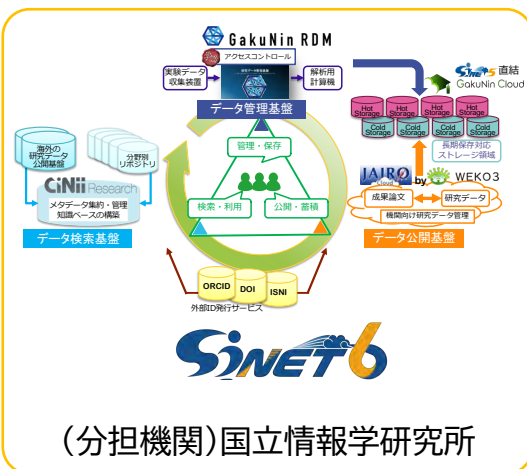 GakuNin RDM
アクセスコントロール
実験データ
収集装置
解析用
計算機
データ管理基盤
SINET5 直結
GakuNin Cloud
Hot
Storage
Hot
Storage
Hot
Storage
Hot
Storage
Cold
Storage
Cold
Storage
Cold
Storage
Cold
Storage
長期保存対応
ストレージ領域
海外の
研究データ
公開基盤
分野別
リポジトリ
CiNii Research
メタデータ集約・管理
知識ベースの構築
データ検索基盤
管理・保存
検索・利用
公開・蓄積
JAIRO
Cloud
by
WEKO3
成果論文
研究データ
機関向け研究データ管理
データ公開基盤
ORCID
DOI
ISNI
外部ID発行サービス
SINET6
(分担機関)国立情報学研究所